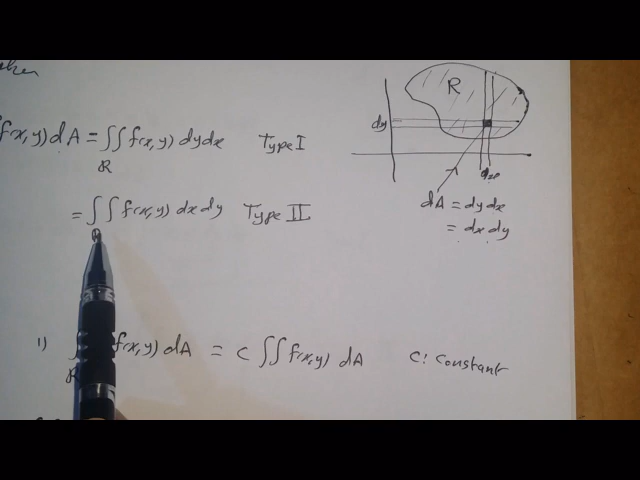 R
f(x,y) dA = ∬ f(x,y) dy dx Type I
R
dy
dx
= ∬ f(x,y) dx dy Type II
dA = dy dx
= dx dy
1) f(x,y) dA = C ∬ f(x,y) dA C: Constant
R